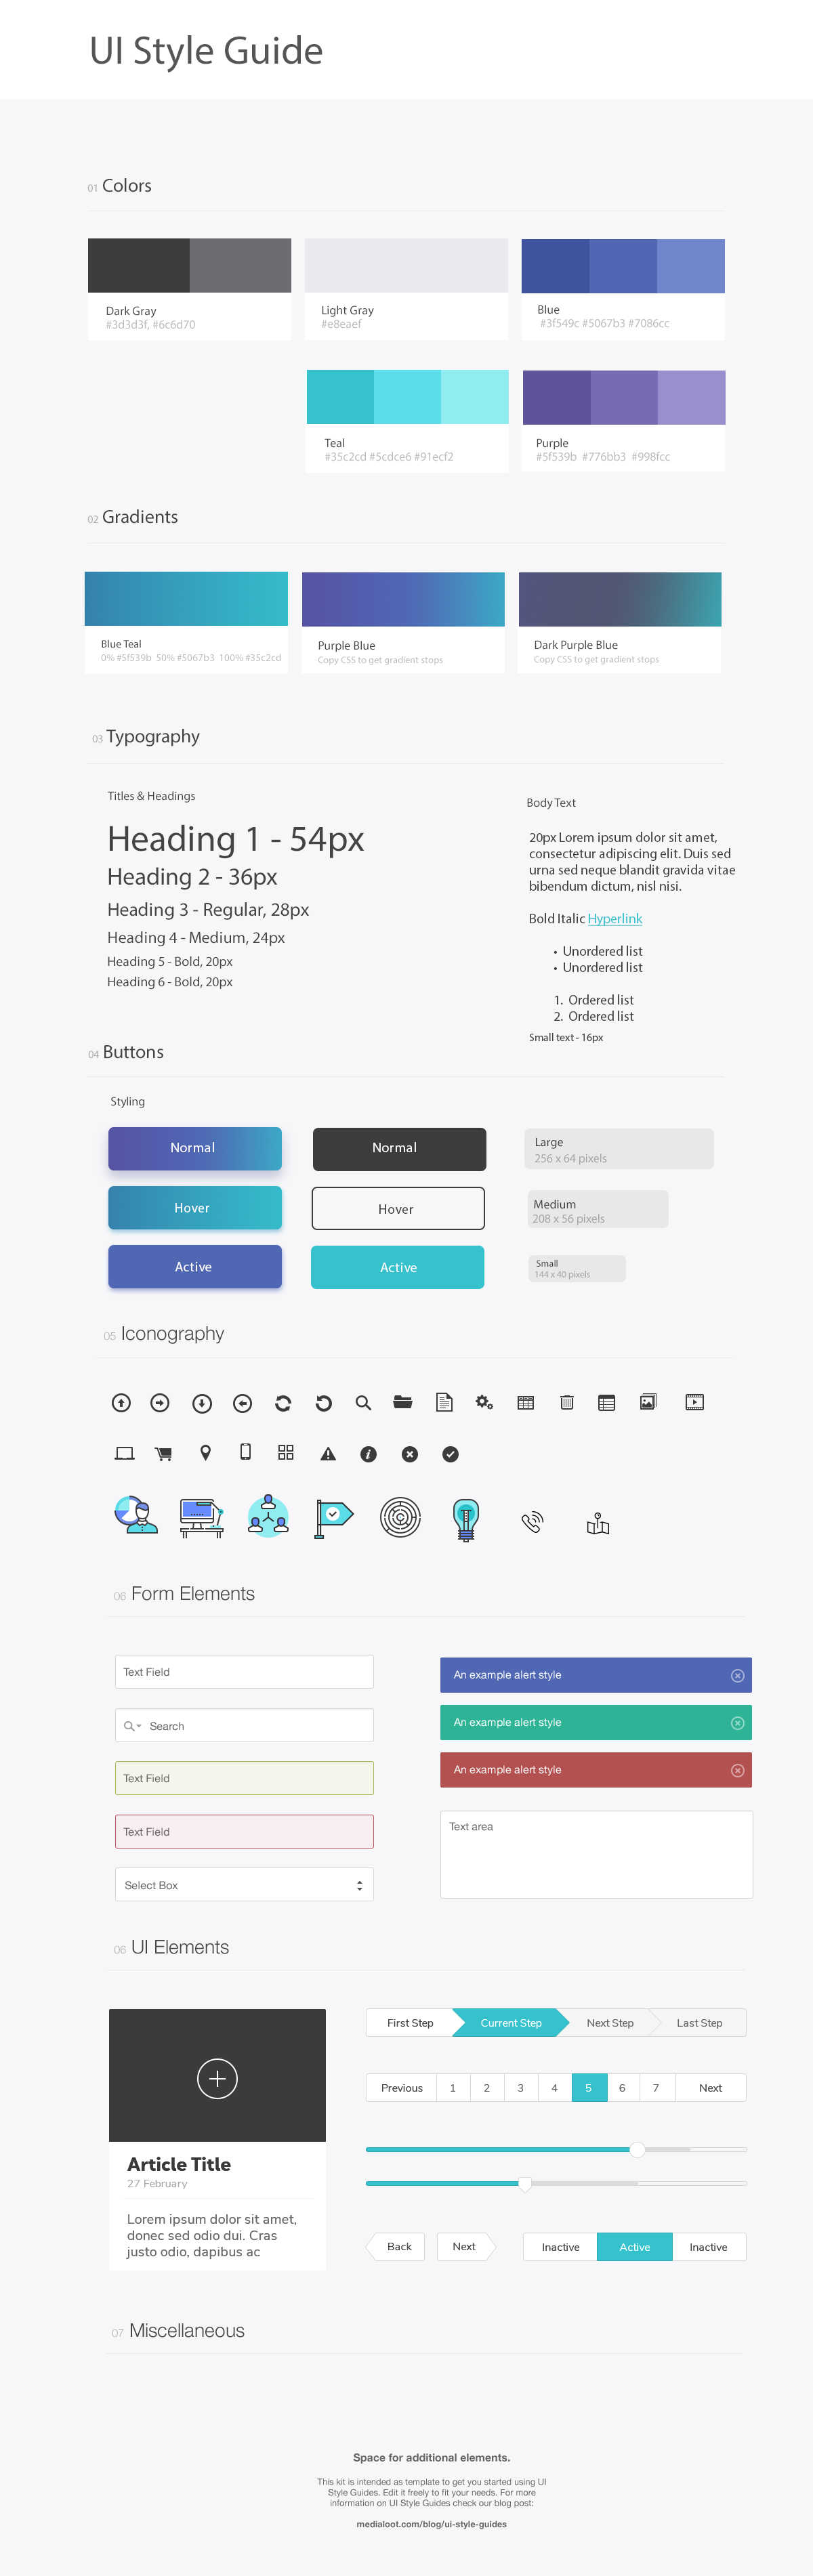 UI Style Guide
01 Colors
Dark Gray
#3d3d3f, #6c6d70
Light Gray
#e8eaef
Blue
#3f549c #5067b3 #7086cc
Teal
#35c2cd #5cdce6 #91ecf2
Purple
#5f539b #776bb3 #998fcc
02 Gradients
Blue Teal
0% #5f539b 50% #5067b3 100% #35c2cd
Purple Blue
Copy CSS to get gradient stops
Dark Purple Blue
Copy CSS to get gradient stops
03 Typography
Titles & Headings
Heading 1 - 54px
Heading 2 - 36px
Heading 3 - Regular, 28px
Heading 4 - Medium, 24px
Heading 5 - Bold, 20px
Heading 6 - Bold, 20px
Body Text
20px Lorem ipsum dolor sit amet,
consectetur adipiscing elit. Duis sed
urna sed neque blandit gravida vitae
bibendum dictum, nisl nisi.
Bold Italic Hyperlink
• Unordered list
• Unordered list
1. Ordered list
2. Ordered list
Small text - 16px
04 Buttons
Styling
Normal
Hover
Active
Normal
Hover
Active
Large
256 x 64 pixels
Medium
208 x 56 pixels
Small
144 x 40 pixels
05 Iconography
06 Form Elements
Text Field
Search
Text Field
Text Field
Select Box
An example alert style
An example alert style
An example alert style
Text area
06 UI Elements
Article Title
27 February
Lorem ipsum dolor sit amet,
donec sed odio dui. Cras
justo odio, dapibus ac
First Step Current Step Next Step Last Step
Previous 1 2 3 4 5 6 7 Next
Back Next Inactive Active Inactive
07 Miscellaneous
Space for additional elements.
This kit is intended as template to get you started using UI
Style Guides. Edit it freely to fit your needs. For more
information on UI Style Guides check our blog post:
medialoot.com/blog/ui-style-guides